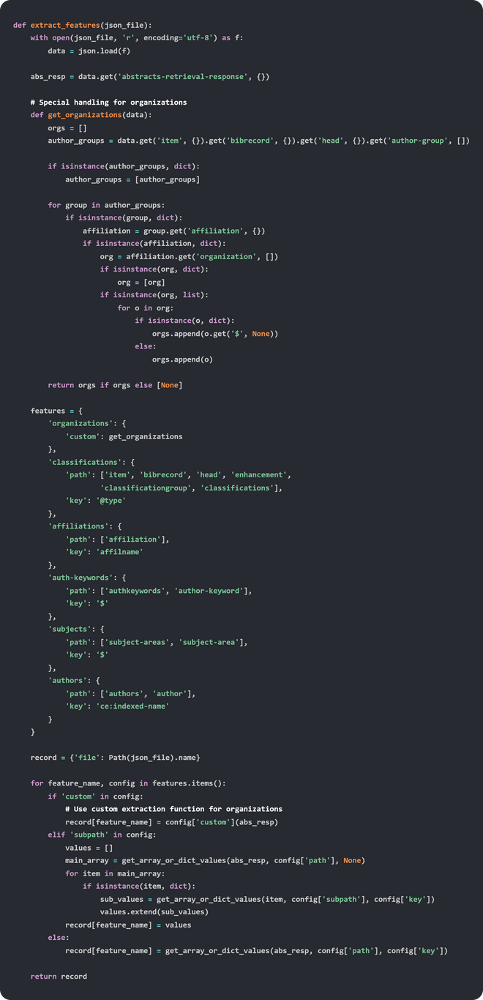 def extract_features(json_file):
    with open(json_file, 'r', encoding='utf-8') as f:
        data = json.load(f)

    abs_resp = data.get('abstracts-retrieval-response', {})

    # Special handling for organizations
    def get_organizations(data):
        orgs = []
        author_groups = data.get('item', {}).get('bibrecord', {}).get('head', {}).get('author-group', [])

        if isinstance(author_groups, dict):
            author_groups = [author_groups]

        for group in author_groups:
            if isinstance(group, dict):
                affiliation = group.get('affiliation', {})
                if isinstance(affiliation, dict):
                    org = affiliation.get('organization', [])
                    if isinstance(org, dict):
                        org = [org]
                    if isinstance(org, list):
                        for o in org:
                            if isinstance(o, dict):
                                orgs.append(o.get('$', None))
                            else:
                                orgs.append(o)

        return orgs if orgs else [None]

    features = {
        'organizations': {
            'custom': get_organizations
        },
        'classifications': {
            'path': ['item', 'bibrecord', 'head', 'enhancement',
                    'classificationgroup', 'classifications'],
            'key': '@type'
        },
        'affiliations': {
            'path': ['affiliation'],
            'key': 'affilname'
        },
        'auth-keywords': {
            'path': ['authkeywords', 'author-keyword'],
            'key': '$'
        },
        'subjects': {
            'path': ['subject-areas', 'subject-area'],
            'key': '$'
        },
        'authors': {
            'path': ['authors', 'author'],
            'key': 'ce:indexed-name'
        }
    }

    record = {'file': Path(json_file).name}

    for feature_name, config in features.items():
        if 'custom' in config:
            # Use custom extraction function for organizations
            record[feature_name] = config['custom'](abs_resp)
        elif 'subpath' in config:
            values = []
            main_array = get_array_or_dict_values(abs_resp, config['path'], None)
            for item in main_array:
                if isinstance(item, dict):
                    sub_values = get_array_or_dict_values(item, config['subpath'], config['key'])
                    values.extend(sub_values)
            record[feature_name] = values
        else:
            record[feature_name] = get_array_or_dict_values(abs_resp, config['path'], config['key'])

    return record